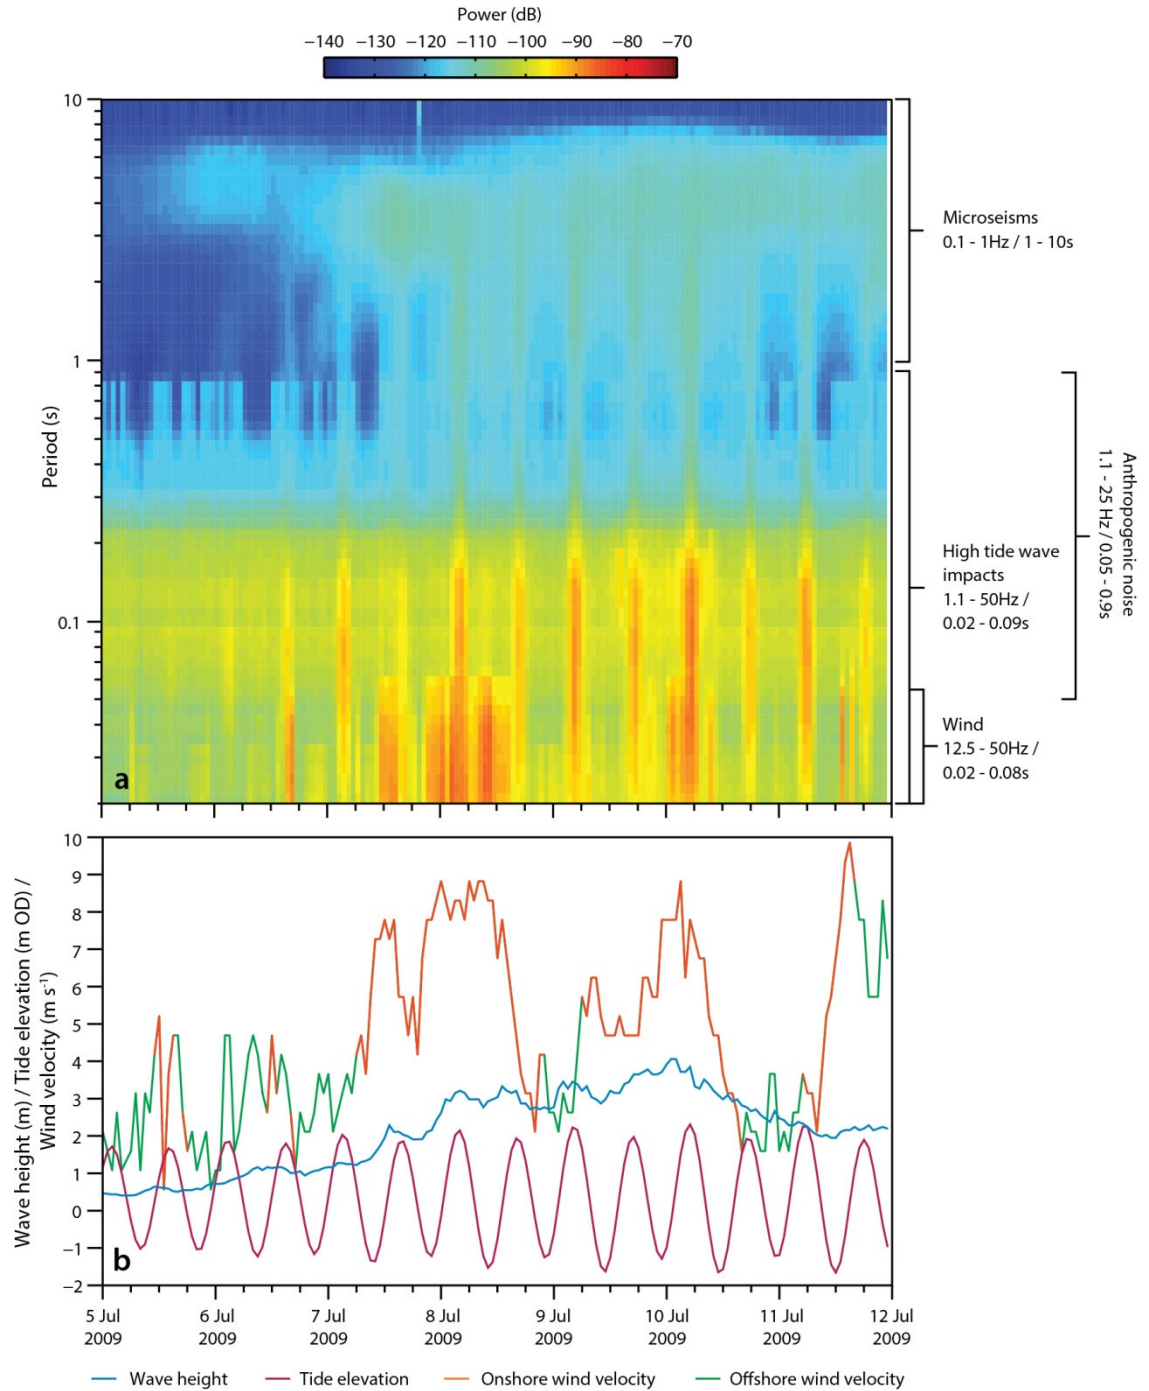 Power (dB)
−140 −130 −120 −110 −100 −90 −80 −70
10
1
0.1
Period (s)
a
Microseisms
0.1 - 1Hz / 1 - 10s
High tide wave
impacts
1.1 - 50Hz /
0.02 - 0.09s
Wind
12.5 - 50Hz /
0.02 - 0.08s
Anthropogenic noise
1.1 - 25 Hz / 0.05 - 0.9s
Wave height (m) / Tide elevation (m OD) /
Wind velocity (m s-1)
10
9
8
7
6
5
4
3
2
1
0
−1
−2
b
5 Jul 6 Jul 7 Jul 8 Jul 9 Jul 10 Jul 11 Jul 12 Jul
2009 2009 2009 2009 2009 2009 2009 2009
Wave height Tide elevation Onshore wind velocity Offshore wind velocity